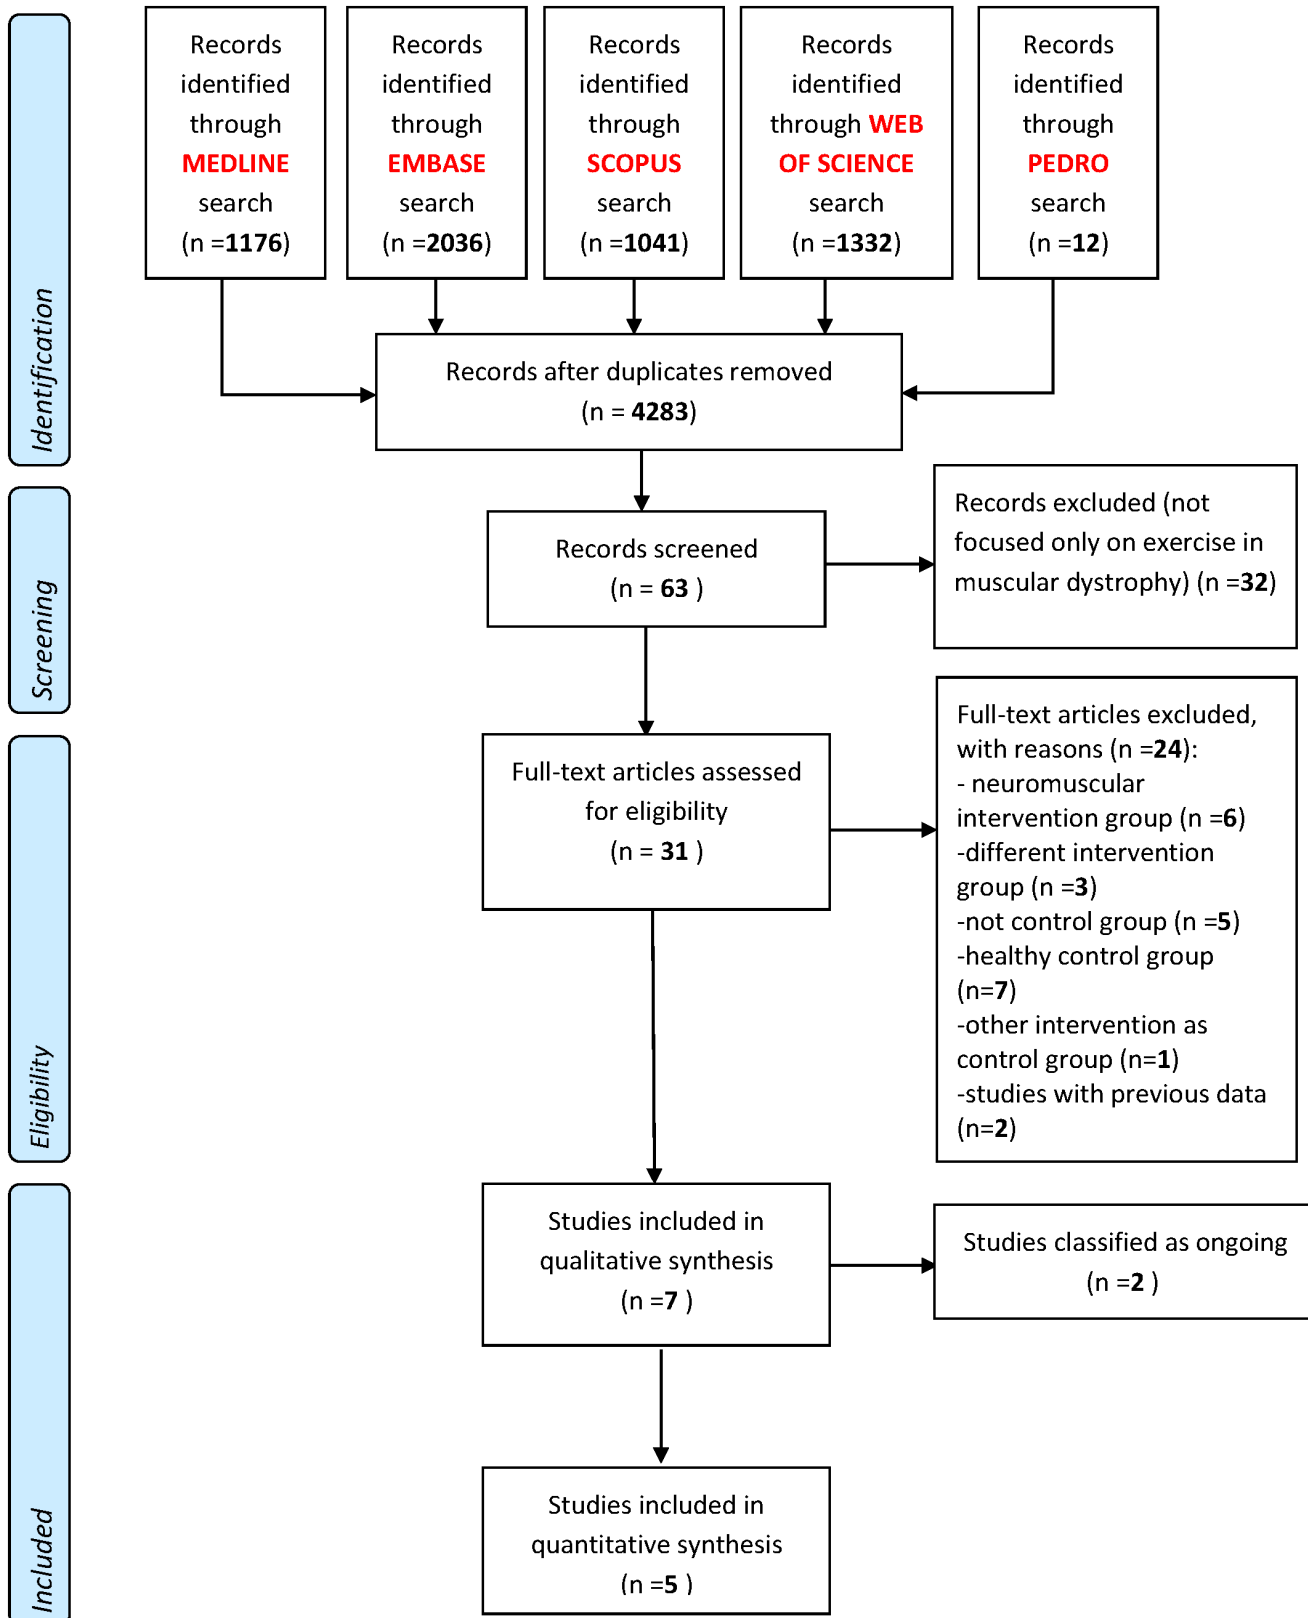 Records
identified
through
MEDLINE
search
(n =1176)
Records
identified
through
EMBASE
search
(n =2036)
Records
identified
through
SCOPUS
search
(n =1041)
Records
identified
through WEB
OF SCIENCE
search
(n =1332)
Records
identified
through
PEDRO
search
(n =12)
Identification
Records after duplicates removed
(n = 4283)
Screening
Records screened
(n = 63 )
Records excluded (not
focused only on exercise in
muscular dystrophy) (n =32)
Eligibility
Full-text articles assessed
for eligibility
(n = 31 )
Full-text articles excluded,
with reasons (n =24):
- neuromuscular
intervention group (n =6)
-different intervention
group (n =3)
-not control group (n =5)
-healthy control group
(n=7)
-other intervention as
control group (n=1)
-studies with previous data
(n=2)
Included
Studies included in
qualitative synthesis
(n =7 )
Studies classified as ongoing
(n =2 )
Studies included in
quantitative synthesis
(n =5 )